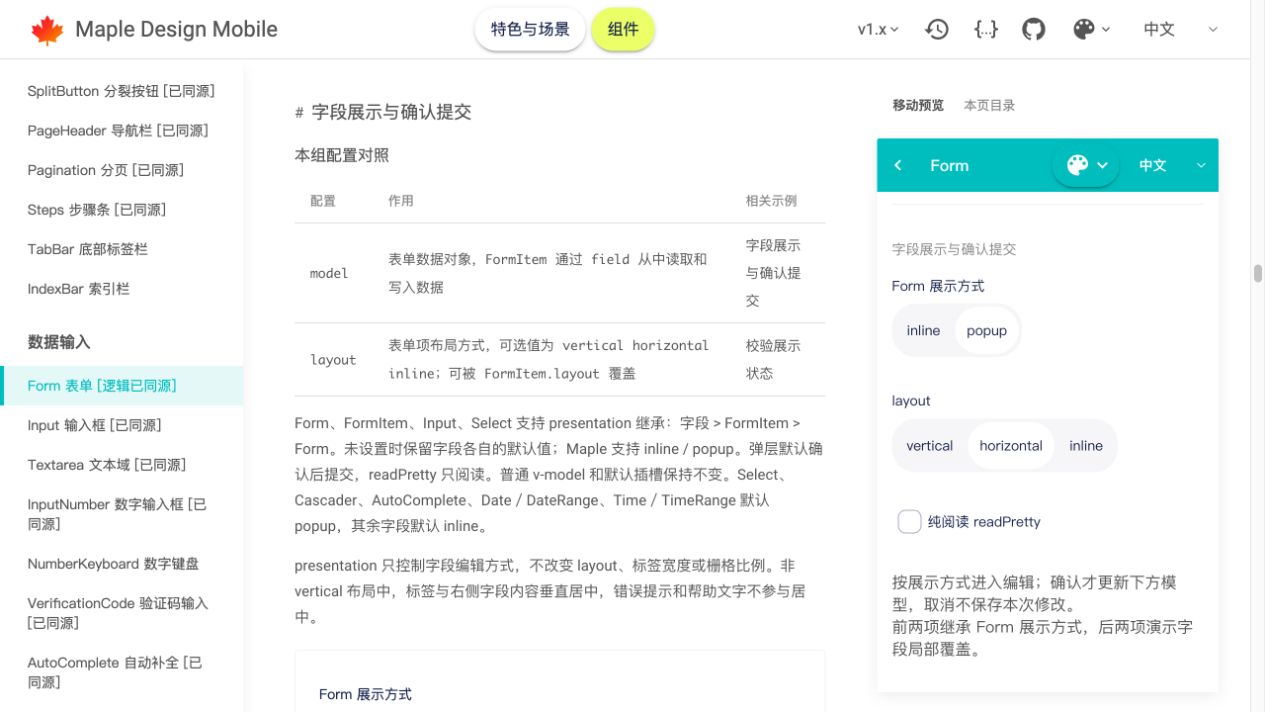 Maple Design Mobile
特色与场景
组件
v1.x
中文
SplitButton 分裂按钮 [已同源]
PageHeader 导航栏 [已同源]
Pagination 分页 [已同源]
Steps 步骤条 [已同源]
TabBar 底部标签栏
IndexBar 索引栏
数据输入
Form 表单 [逻辑已同源]
Input 输入框 [已同源]
Textarea 文本域 [已同源]
InputNumber 数字输入框 [已
同源]
NumberKeyboard 数字键盘
VerificationCode 验证码输入
[已同源]
AutoComplete 自动补全 [已
同源]
# 字段展示与确认提交
本组配置对照
配置 作用 相关示例
model
表单数据对象，FormItem 通过 field 从中读取和
写入数据
字段展示
与确认提
交
layout
表单项布局方式，可选值为 vertical horizontal
inline；可被 FormItem.layout 覆盖
校验展示
状态
Form、FormItem、Input、Select 支持 presentation 继承：字段 > FormItem >
Form。未设置时保留字段各自的默认值；Maple 支持 inline / popup。弹层默认确
认后提交，readPretty 只阅读。普通 v-model 和默认插槽保持不变。Select、
Cascader、AutoComplete、Date / DateRange、Time / TimeRange 默认
popup，其余字段默认 inline。
presentation 只控制字段编辑方式，不改变 layout、标签宽度或栅格比例。非
vertical 布局中，标签与右侧字段内容垂直居中，错误提示和帮助文字不参与居
中。
Form 展示方式
移动预览 本页目录
Form
中文
字段展示与确认提交
Form 展示方式
inline popup
layout
vertical horizontal inline
纯阅读 readPretty
按展示方式进入编辑；确认才更新下方模
型，取消不保存本次修改。
前两项继承 Form 展示方式，后两项演示字
段局部覆盖。